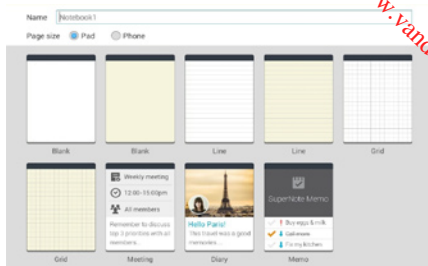 Name Notebook1
Page size Pad Phone
Blank Blank Line Line Grid
Weekly meeting
12:00-15:00pm
All members
Remember to discuss
top 3 priorities with all
members...
Hello Paris!
This travel was a good
memories...
SuperNote Memo
Buy eggs & milk
Call mom
Fix my kitchen
Grid Meeting Diary Memo